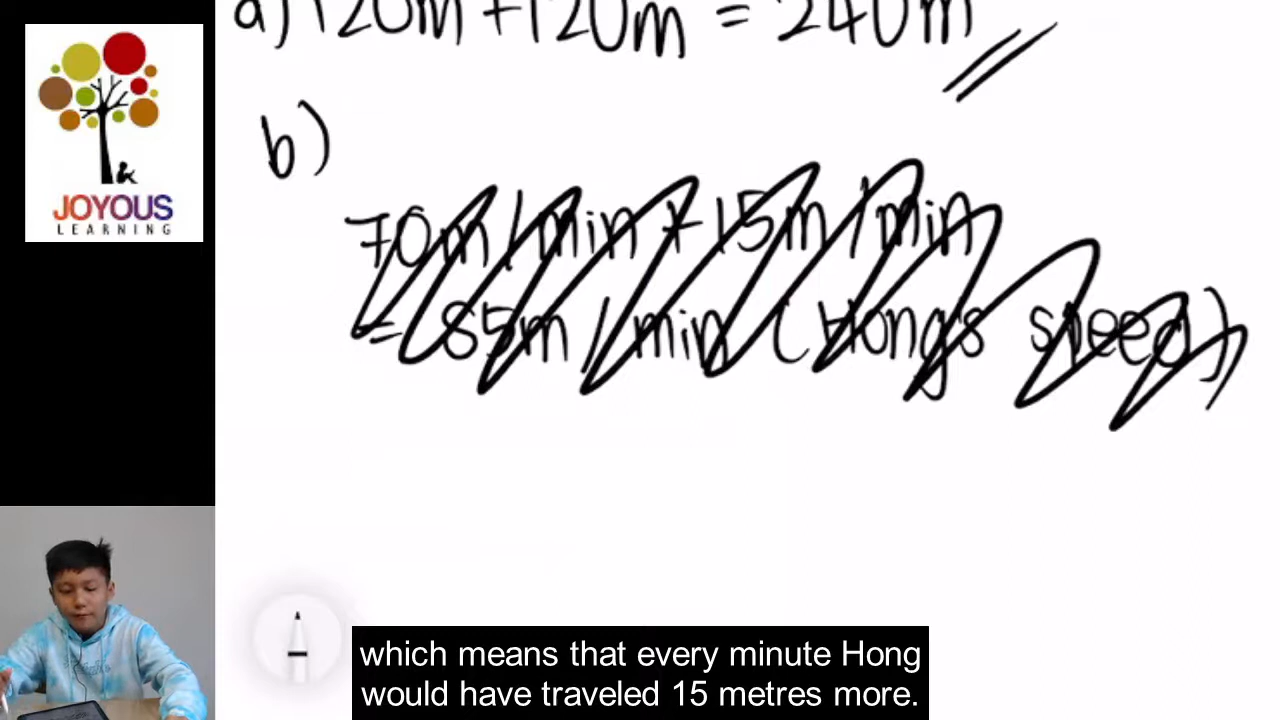 a) 120m + 120m = 240m
JOYOUS
LEARNING
b)
70m/min + 15m/min
= 85m/min (Hong's speed)
which means that every minute Hong
would have traveled 15 metres more.